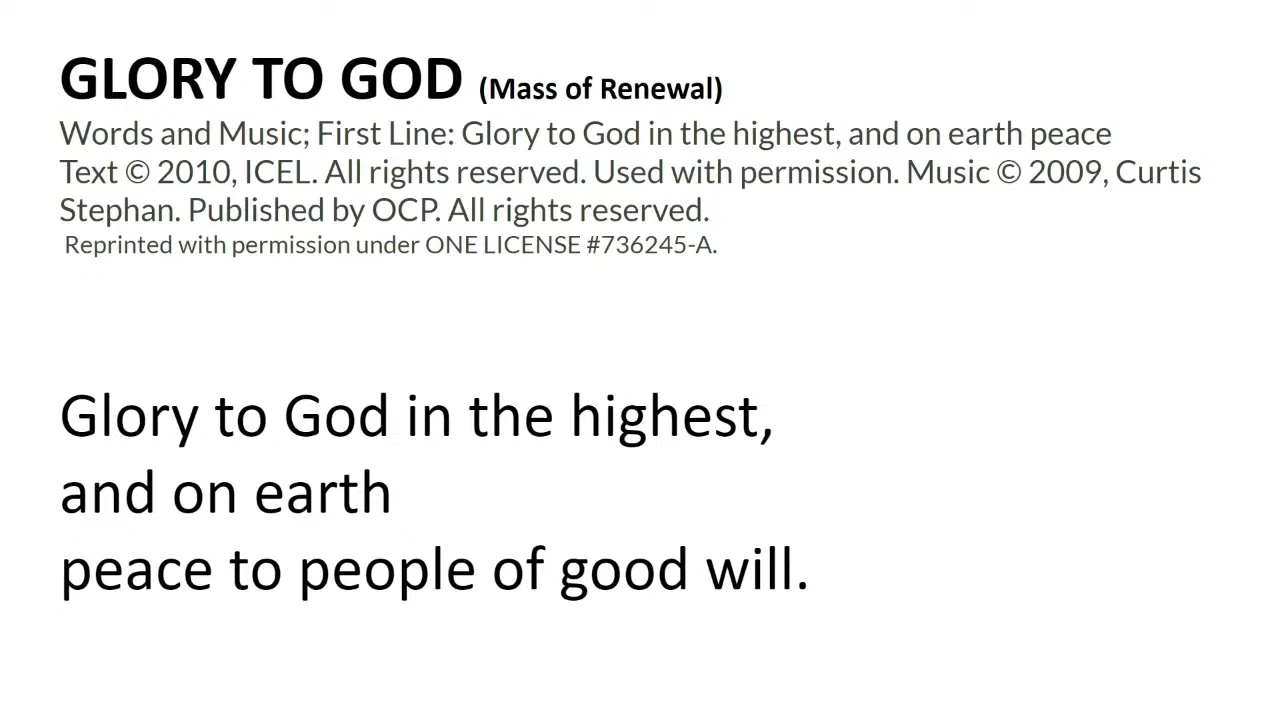 GLORY TO GOD (Mass of Renewal)
Words and Music; First Line: Glory to God in the highest, and on earth peace
Text © 2010, ICEL. All rights reserved. Used with permission. Music © 2009, Curtis
Stephan. Published by OCP. All rights reserved.
Reprinted with permission under ONE LICENSE #736245-A.
Glory to God in the highest,
and on earth
peace to people of good will.